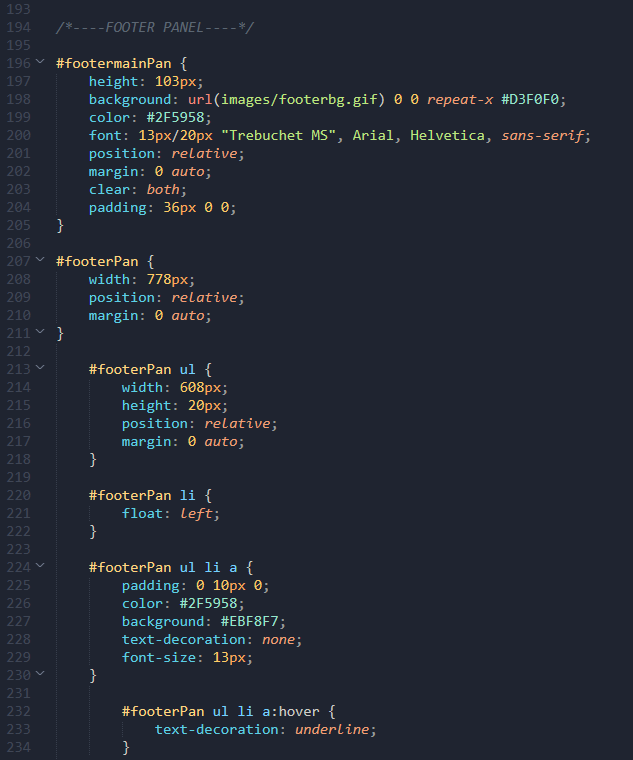 193
194 /*----FOOTER PANEL----*/
195
196 #footermainPan {
197 height: 103px;
198 background: url(images/footerbg.gif) 0 0 repeat-x #D3F0F0;
199 color: #2F5958;
200 font: 13px/20px "Trebuchet MS", Arial, Helvetica, sans-serif;
201 position: relative;
202 margin: 0 auto;
203 clear: both;
204 padding: 36px 0 0;
205 }
206
207 #footerPan {
208 width: 778px;
209 position: relative;
210 margin: 0 auto;
211 }
212
213 #footerPan ul {
214 width: 608px;
215 height: 20px;
216 position: relative;
217 margin: 0 auto;
218 }
219
220 #footerPan li {
221 float: left;
222 }
223
224 #footerPan ul li a {
225 padding: 0 10px 0;
226 color: #2F5958;
227 background: #EBF8F7;
228 text-decoration: none;
229 font-size: 13px;
230 }
231
232 #footerPan ul li a:hover {
233 text-decoration: underline;
234 }